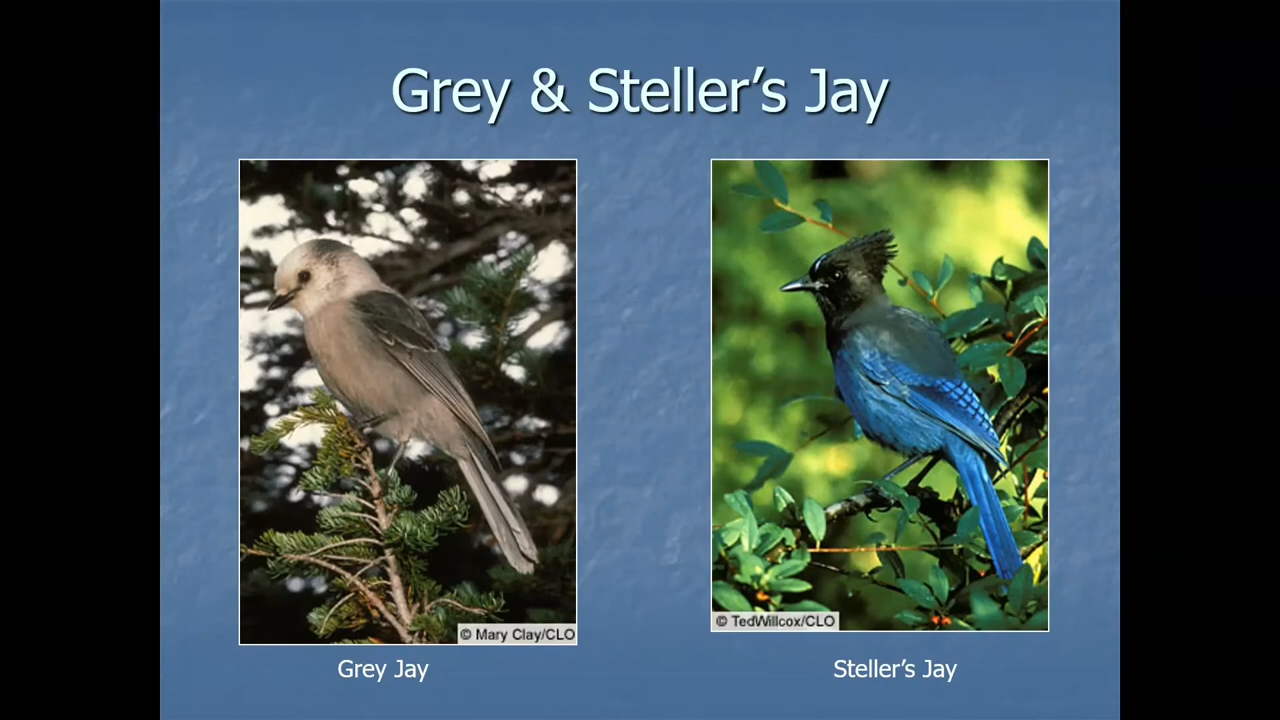 Grey & Steller’s Jay
© Mary Clay/CLO
© TedWillcox/CLO
Grey Jay
Steller’s Jay